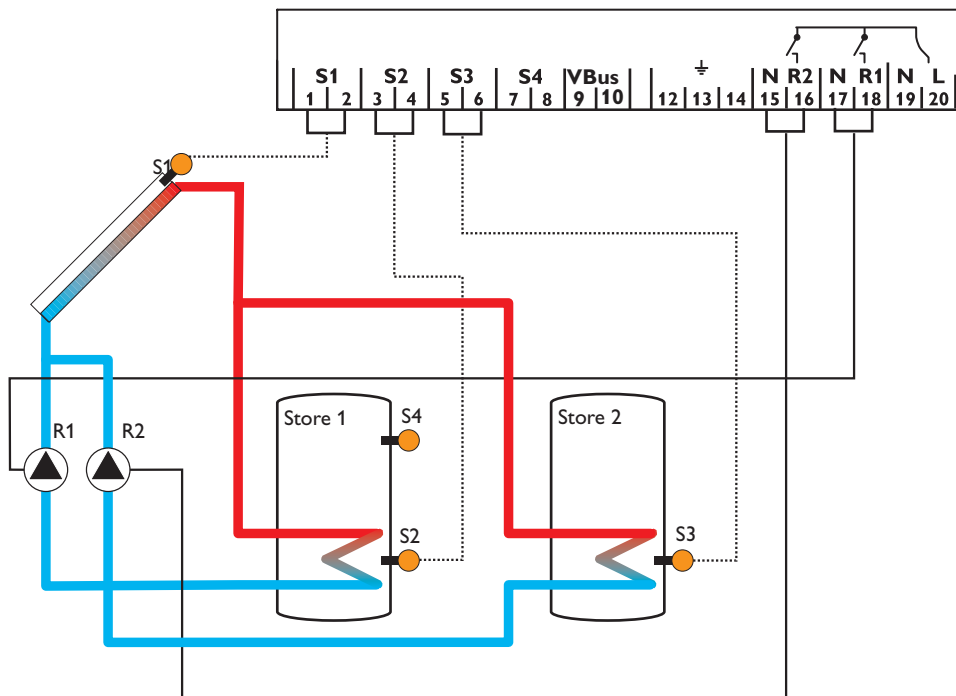 S1 S2 S3 S4 VBus N R2 N R1 N L
1 2 3 4 5 6 7 8 9 10 12 13 14 15 16 17 18 19 20
S1
Store 1 S4 Store 2
R1 R2
S2 S3